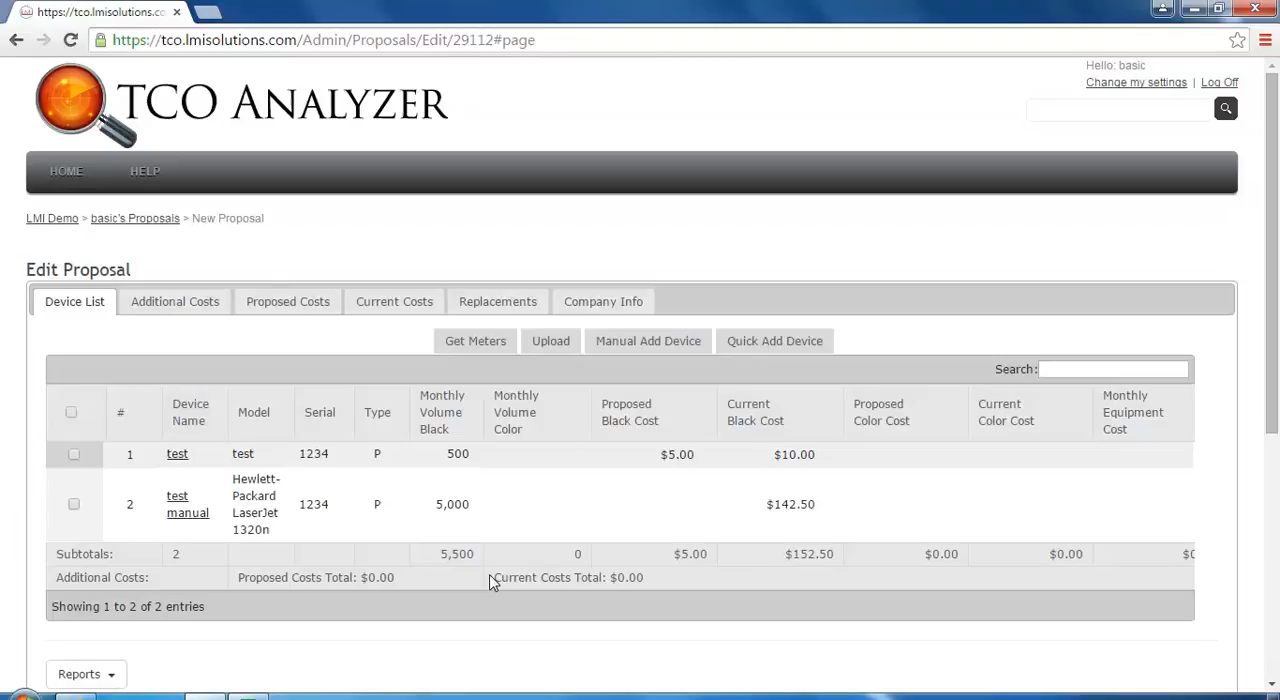 https://tco.lmisolutions.cc
https://tco.lmisolutions.com/Admin/Proposals/Edit/29112#page
TCO ANALYZER
Hello: basic
Change my settings | Log Off
HOME HELP
LMI Demo > basic's Proposals > New Proposal
Edit Proposal
Device List Additional Costs Proposed Costs Current Costs Replacements Company Info
Get Meters Upload Manual Add Device Quick Add Device
Search:
# Device Name Model Serial Type Monthly Volume Black Monthly Volume Color Proposed Black Cost Current Black Cost Proposed Color Cost Current Color Cost Monthly Equipment Cost
1 test test 1234 P 500 $5.00 $10.00
2 test manual Hewlett-Packard LaserJet 1320n 1234 P 5,000 $142.50
Subtotals: 2 5,500 0 $5.00 $152.50 $0.00 $0.00 $0
Additional Costs: Proposed Costs Total: $0.00 Current Costs Total: $0.00
Showing 1 to 2 of 2 entries
Reports